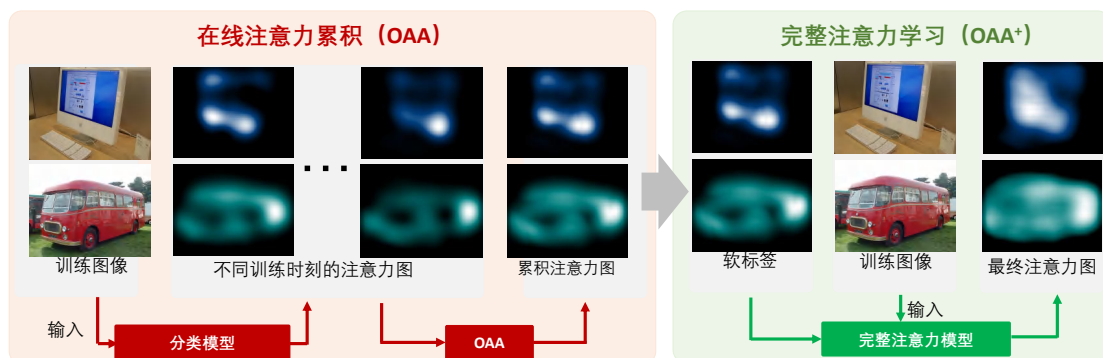 在线注意力累积（OAA）
训练图像
不同训练时刻的注意力图
累积注意力图
输入
分类模型
OAA
完整注意力学习（OAA⁺）
软标签
训练图像
最终注意力图
输入
完整注意力模型